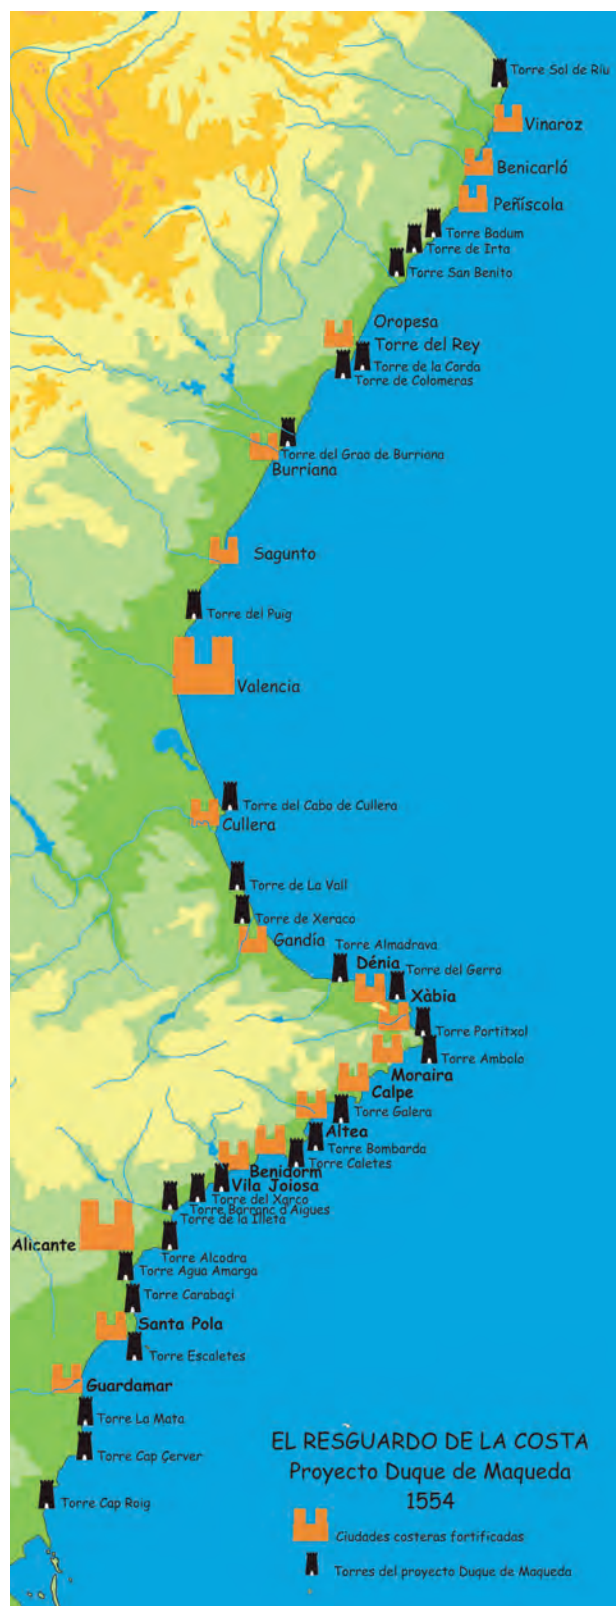 Torre Sol de Ríu
Vinaroz
Benicarló
Peñíscola
Torre Badum
Torre de Irta
Torre San Benito
Oropesa
Torre del Rey
Torre de la Corda
Torre de Colomeras
Torre del Grao de Burriana
Burriana
Sagunto
Torre del Puig
Valencia
Torre del Cabo de Cullera
Cullera
Torre de La Vall
Torre de Xeraco
Gandía
Torre Almadrava
Dénia
Torre del Gerro
Xàbia
Torre Portitxol
Torre Ambolo
Moraira
Calpe
Torre Galera
Altea
Torre Bombarda
Torre Caletes
Benidorm
Vila Joiosa
Torre del Xarco
Torre Barranc d'Aigües
Torre de la Illeta
Alicante
Torre Alcodra
Torre Agua Amarga
Torre Carabaçi
Santa Pola
Torre Escaletes
Guardamar
Torre La Mata
Torre Cap Çerver
Torre Cap Roig
EL RESGUARDO DE LA COSTA
Proyecto Duque de Maqueda
1554
Ciudades costeras fortificadas
Torres del proyecto Duque de Maqueda